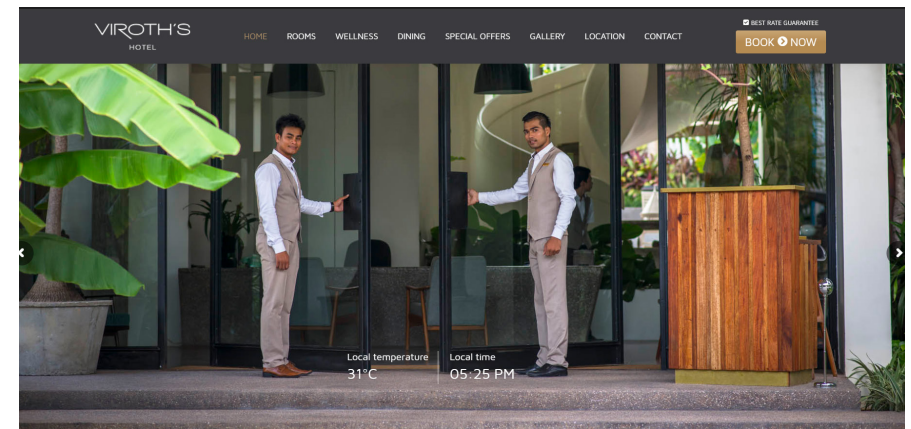 VIROTH'S
HOTEL
HOME ROOMS WELLNESS DINING SPECIAL OFFERS GALLERY LOCATION CONTACT
BEST RATE GUARANTEE
BOOK NOW
Local temperature
31°C
Local time
05:25 PM